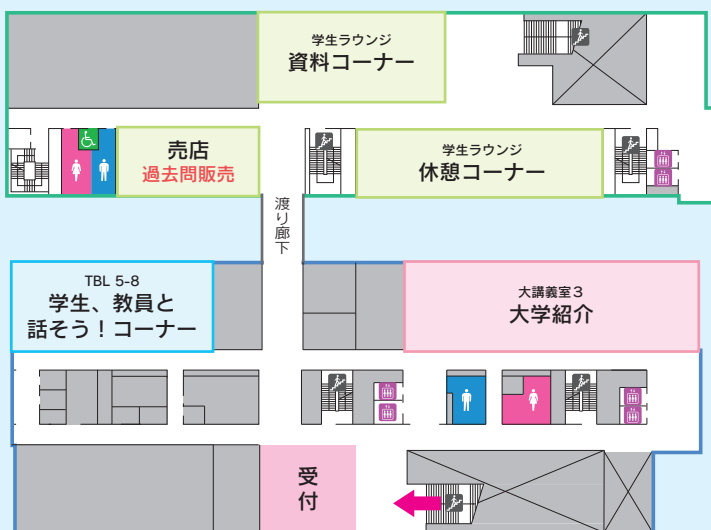 学生ラウンジ
資料コーナー
売店
過去問販売
学生ラウンジ
休憩コーナー
渡り廊下
TBL 5-8
学生、教員と
話そう！コーナー
大講義室３
大学紹介
受付